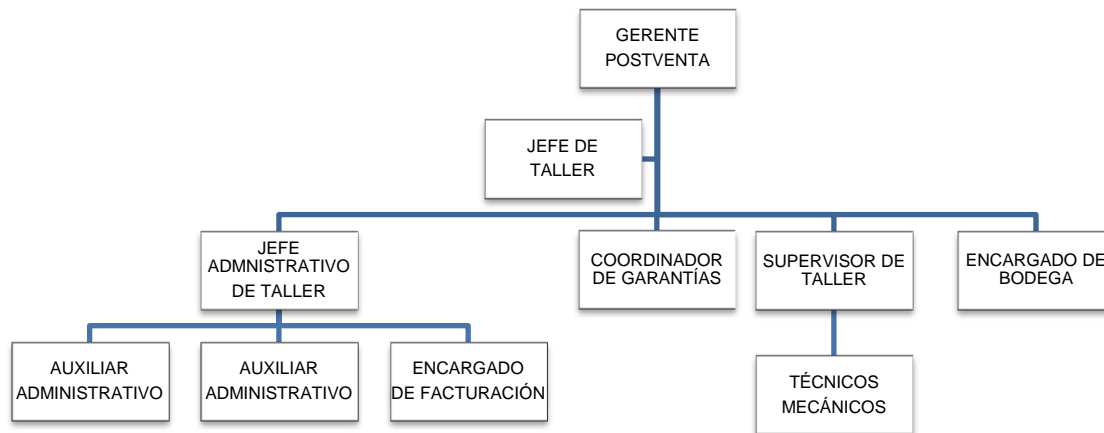 GERENTE
POSTVENTA
JEFE DE
TALLER
JEFE
ADMNISTRATIVO
DE TALLER
COORDINADOR
DE GARANTÍAS
SUPERVISOR DE
TALLER
ENCARGADO DE
BODEGA
AUXILIAR
ADMINISTRATIVO
AUXILIAR
ADMINISTRATIVO
ENCARGADO
DE FACTURACIÓN
TÉCNICOS
MECÁNICOS